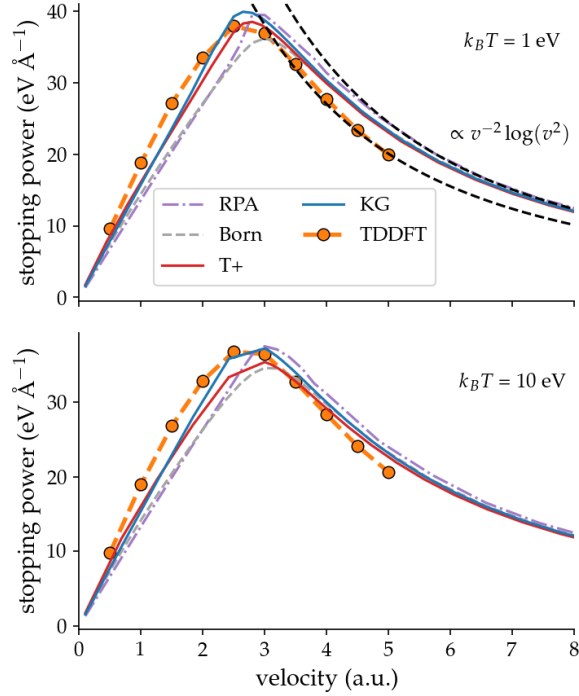 40
30
20
10
0
stopping power (eV Å⁻¹)
k_BT = 1 eV
∝ v⁻² log(v²)
RPA
Born
T+
KG
TDDFT
30
20
10
0
stopping power (eV Å⁻¹)
k_BT = 10 eV
0 1 2 3 4 5 6 7 8
velocity (a.u.)